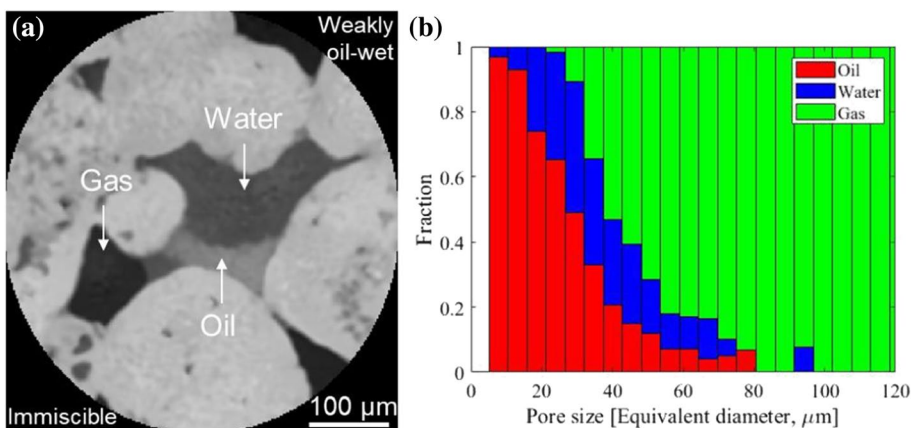 (a)
Weakly
oil-wet
Water
Gas
Oil
Immiscible
100 µm
(b)
1
0.8
0.6
0.4
0.2
0
Fraction
Oil
Water
Gas
0 20 40 60 80 100 120
Pore size [Equivalent diameter, µm]